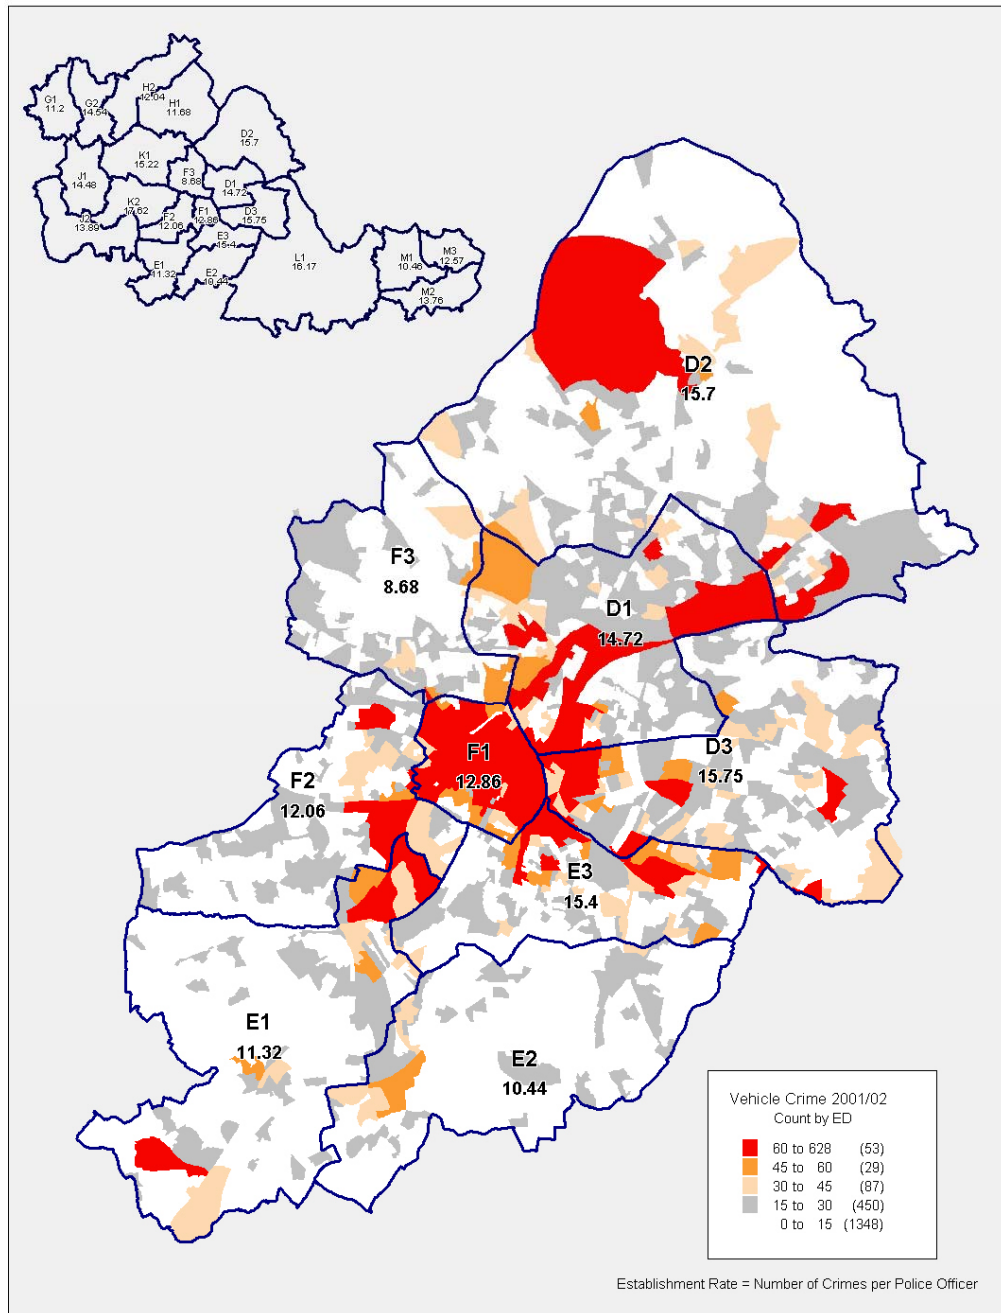 H2
12.04
G1
11.2
G2
14.54
H1
11.68
D2
15.7
K1
15.22
F3
8.68
J1
14.48
D1
14.72
K2
17.62
J2
13.89
F2
12.06
F1
12.86
D3
15.75
E3
15.4
L1
16.17
M1
10.46
M3
12.57
E1
11.32
E2
10.44
M2
13.76
D2
15.7
F3
8.68
D1
14.72
F1
12.86
D3
15.75
F2
12.06
E3
15.4
E1
11.32
E2
10.44
Vehicle Crime 2001/02
Count by ED
60 to 628 (53)
45 to 60 (29)
30 to 45 (87)
15 to 30 (450)
0 to 15 (1348)
Establishment Rate = Number of Crimes per Police Officer